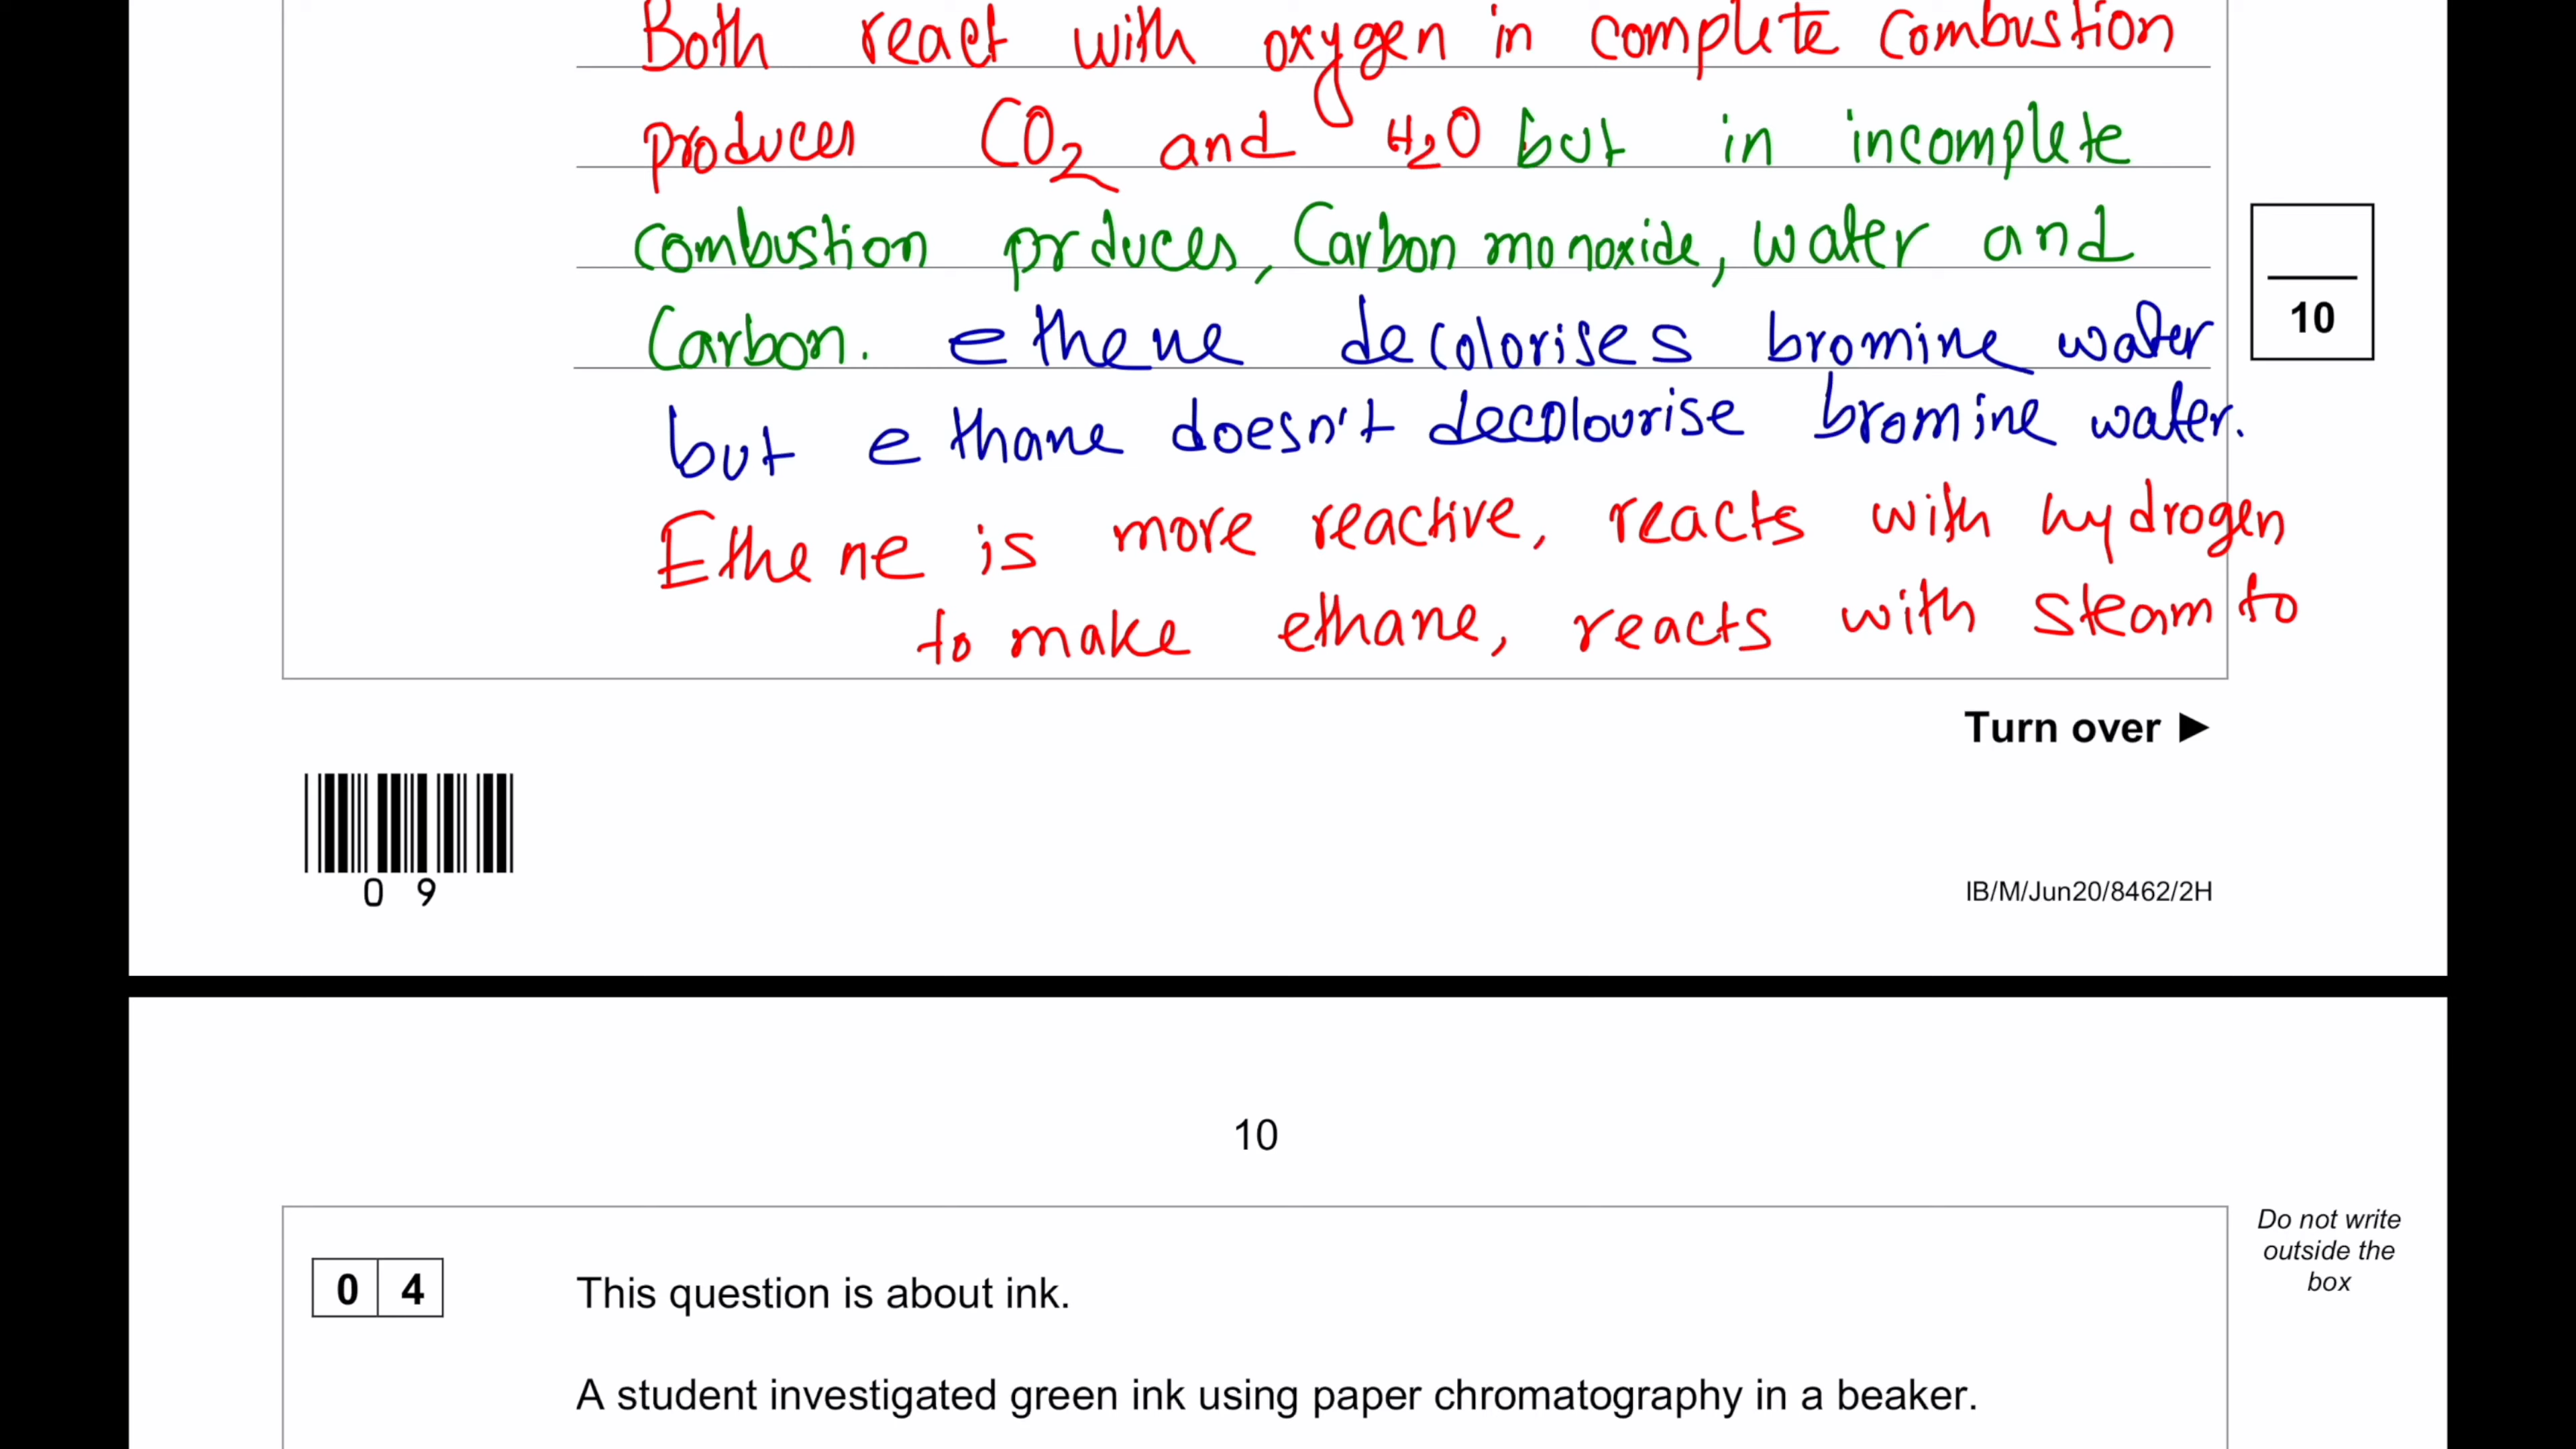 Both react with oxygen in complete combustion
produces CO2 and H2O but in incomplete
combustion prduces, Carbon monoxide, water and
Carbon. ethene decolorises bromine water
10
but ethane doesn't decolourise bromine water.
Ethene is more reactive, reacts with hydrogen
to make ethane, reacts with steam to
Turn over ►
0 9
IB/M/Jun20/8462/2H
10
Do not write
outside the
box
0 4 This question is about ink.
A student investigated green ink using paper chromatography in a beaker.